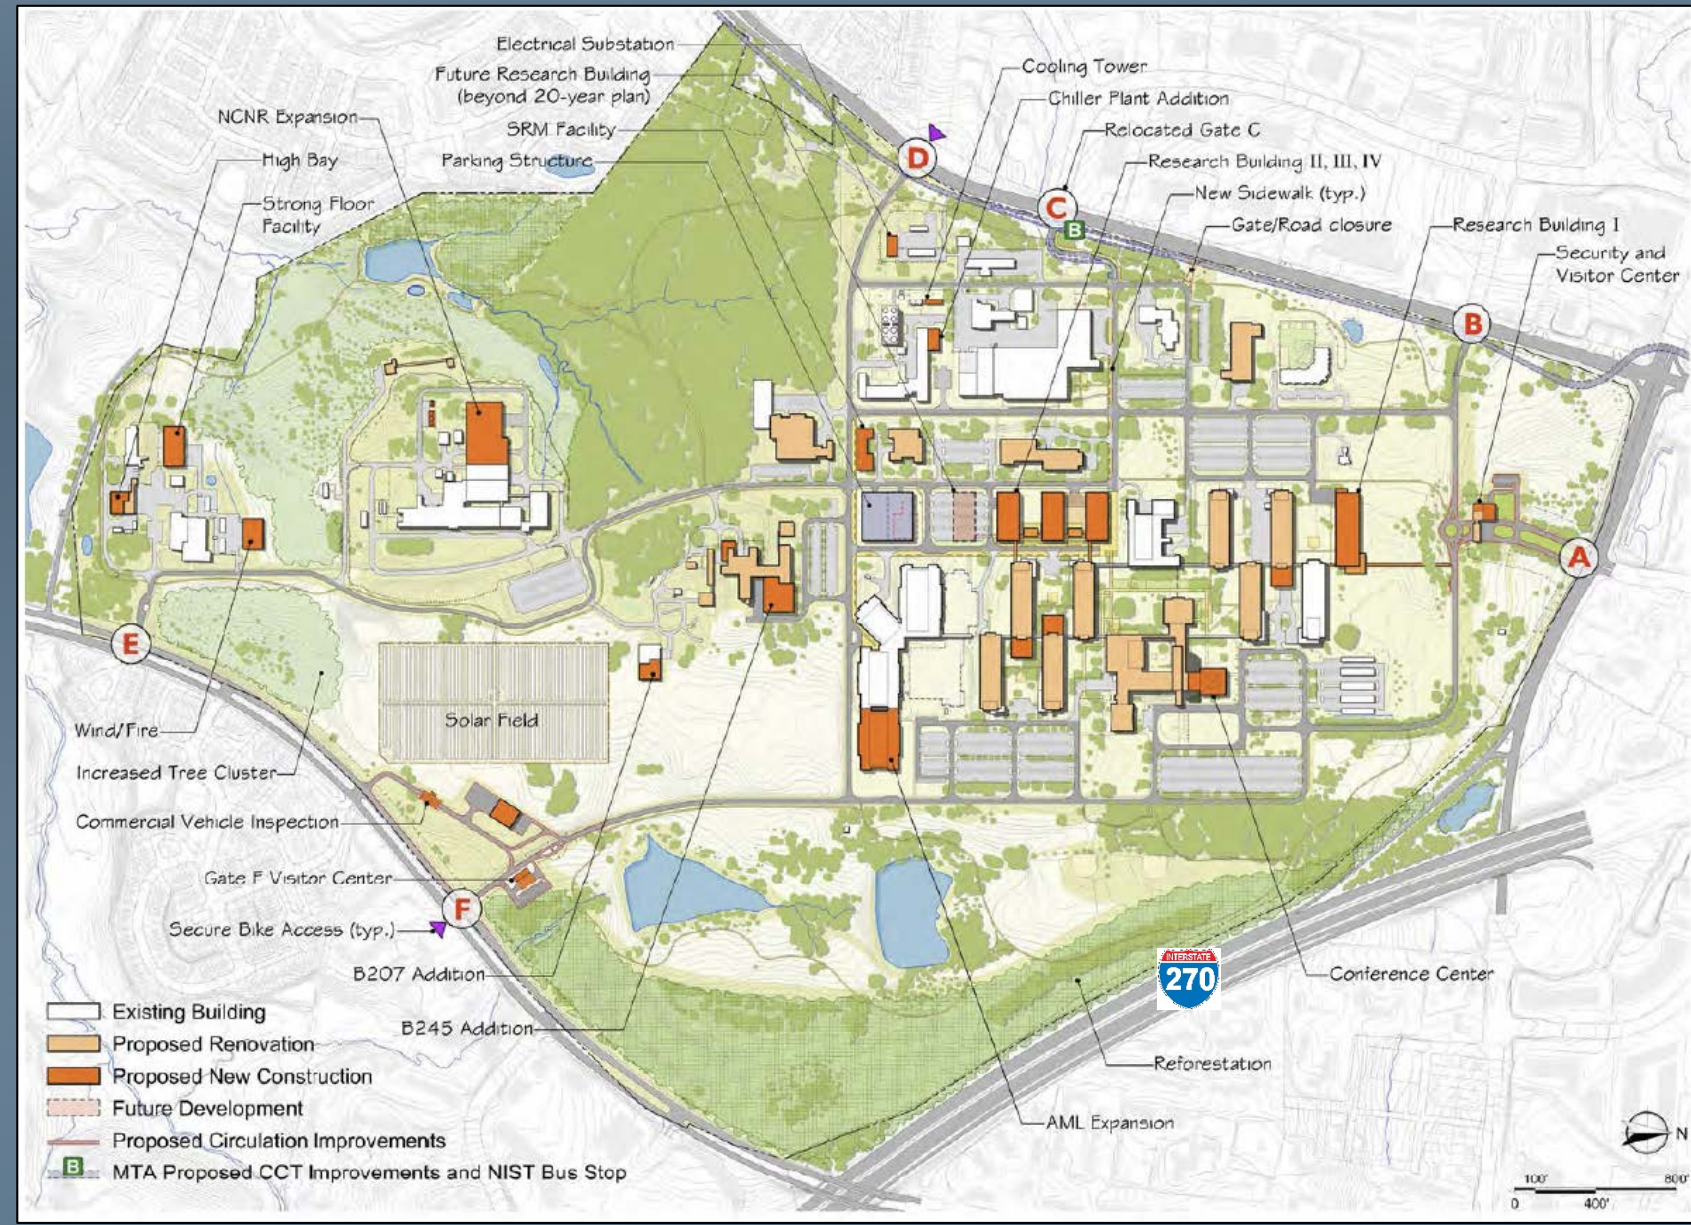 Electrical Substation
Future Research Building
(beyond 20-year plan)
NCNR Expansion
SRM Facility
High Bay
Parking Structure
Strong Floor
Facility
Cooling Tower
Chiller Plant Addition
Relocated Gate C
Research Building II, III, IV
New Sidewalk (typ.)
Gate/Road closure
Research Building I
Security and
Visitor Center
D
C
B
B
A
E
F
Solar Field
Wind/Fire
Increased Tree Cluster
Commercial Vehicle Inspection
Gate F Visitor Center
Secure Bike Access (typ.)
B207 Addition
B245 Addition
INTERSTATE
270
Conference Center
Reforestation
AML Expansion
Existing Building
Proposed Renovation
Proposed New Construction
Future Development
Proposed Circulation Improvements
B MTA Proposed CCT Improvements and NIST Bus Stop
N
100' 800'
0 400'